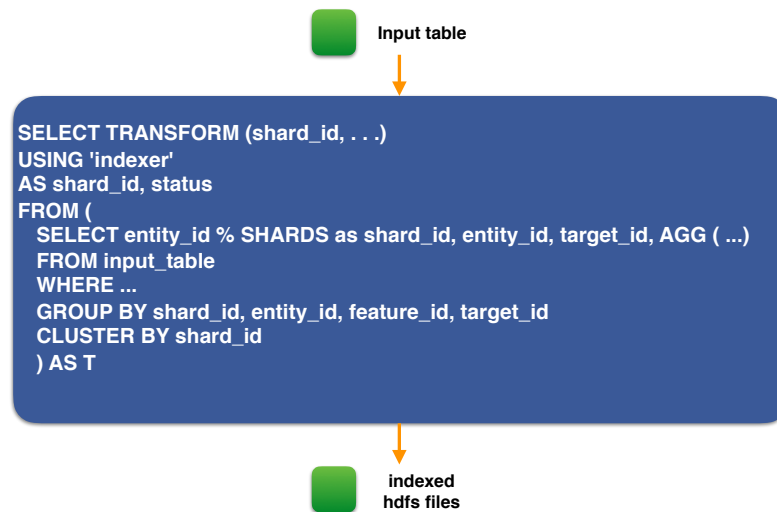 Input table
SELECT TRANSFORM (shard_id, . . .)
USING 'indexer'
AS shard_id, status
FROM (
SELECT entity_id % SHARDS as shard_id, entity_id, target_id, AGG ( ...)
FROM input_table
WHERE ...
GROUP BY shard_id, entity_id, feature_id, target_id
CLUSTER BY shard_id
) AS T
indexed
hdfs files